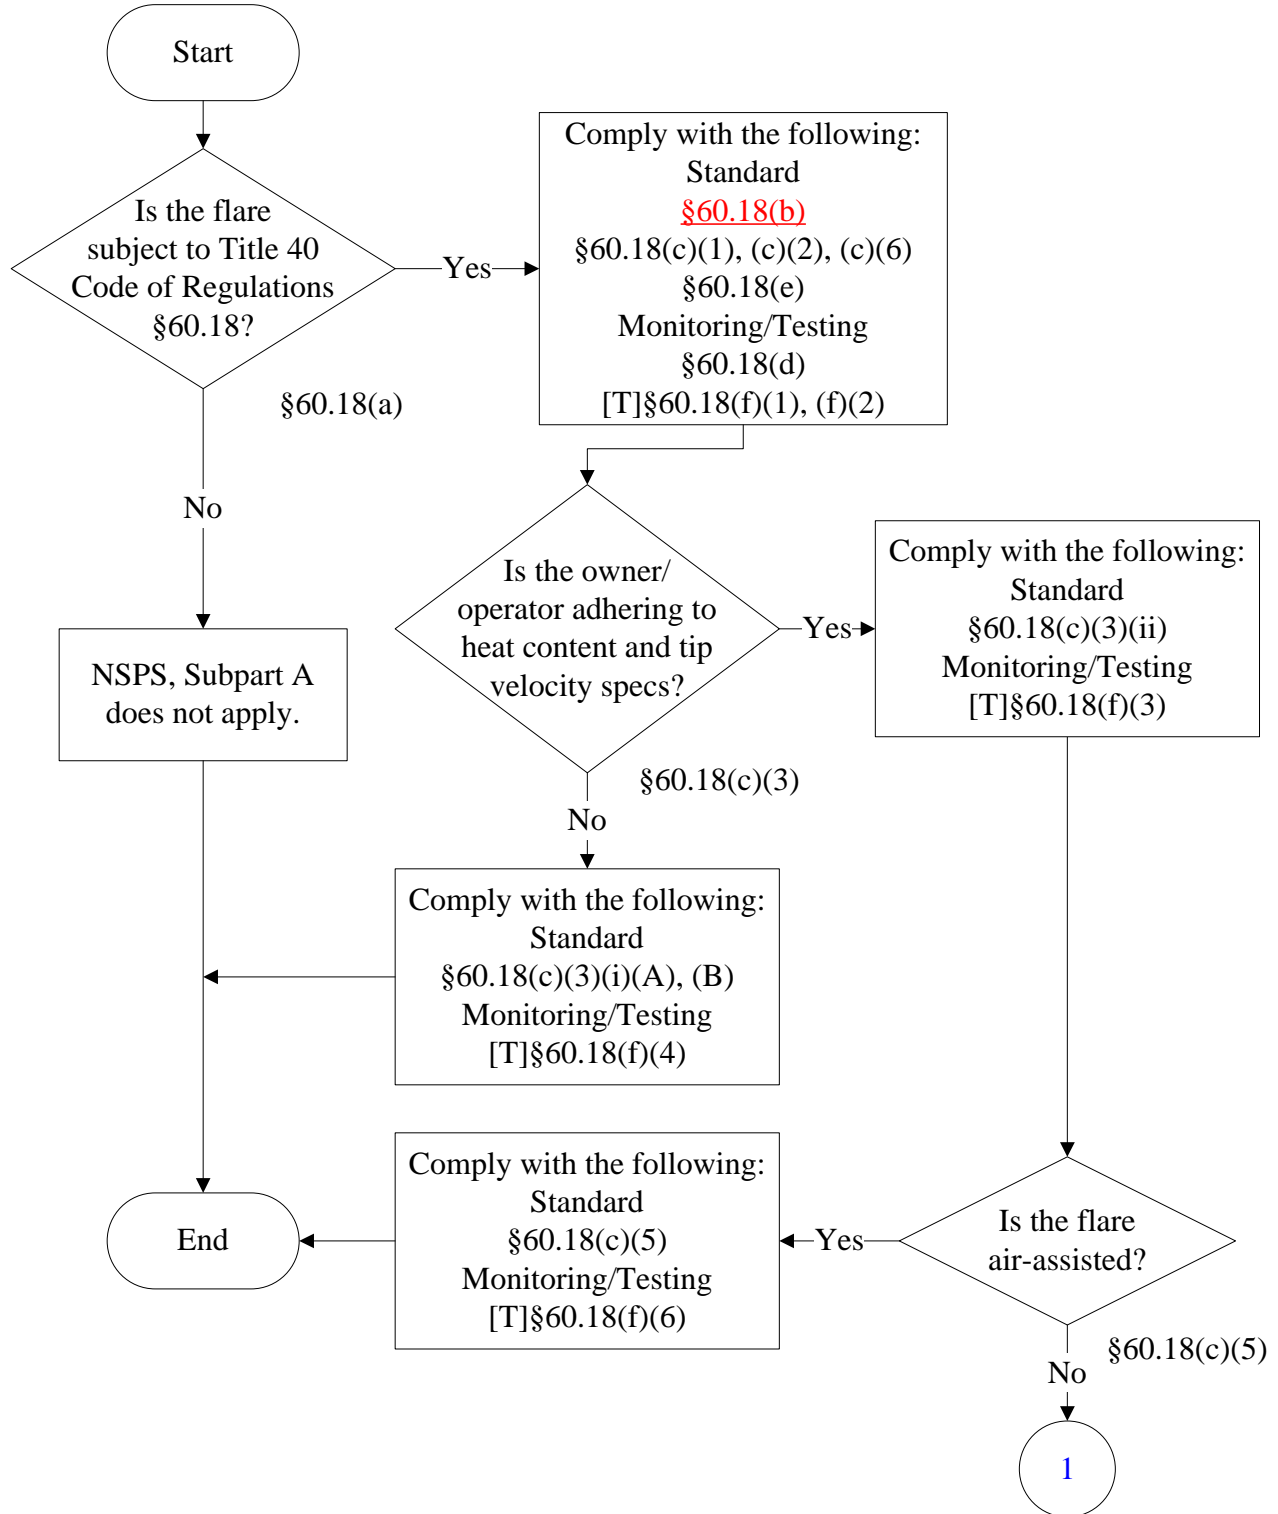 Start
Is the flare
subject to Title 40
Code of Regulations
§60.18?
§60.18(a)
Yes
Comply with the following:
Standard
§60.18(b)
§60.18(c)(1), (c)(2), (c)(6)
§60.18(e)
Monitoring/Testing
§60.18(d)
[T]§60.18(f)(1), (f)(2)
No
NSPS, Subpart A
does not apply.
Is the owner/
operator adhering to
heat content and tip
velocity specs?
§60.18(c)(3)
Yes
Comply with the following:
Standard
§60.18(c)(3)(ii)
Monitoring/Testing
[T]§60.18(f)(3)
No
Comply with the following:
Standard
§60.18(c)(3)(i)(A), (B)
Monitoring/Testing
[T]§60.18(f)(4)
Is the flare
air-assisted?
§60.18(c)(5)
Yes
Comply with the following:
Standard
§60.18(c)(5)
Monitoring/Testing
[T]§60.18(f)(6)
End
No
1